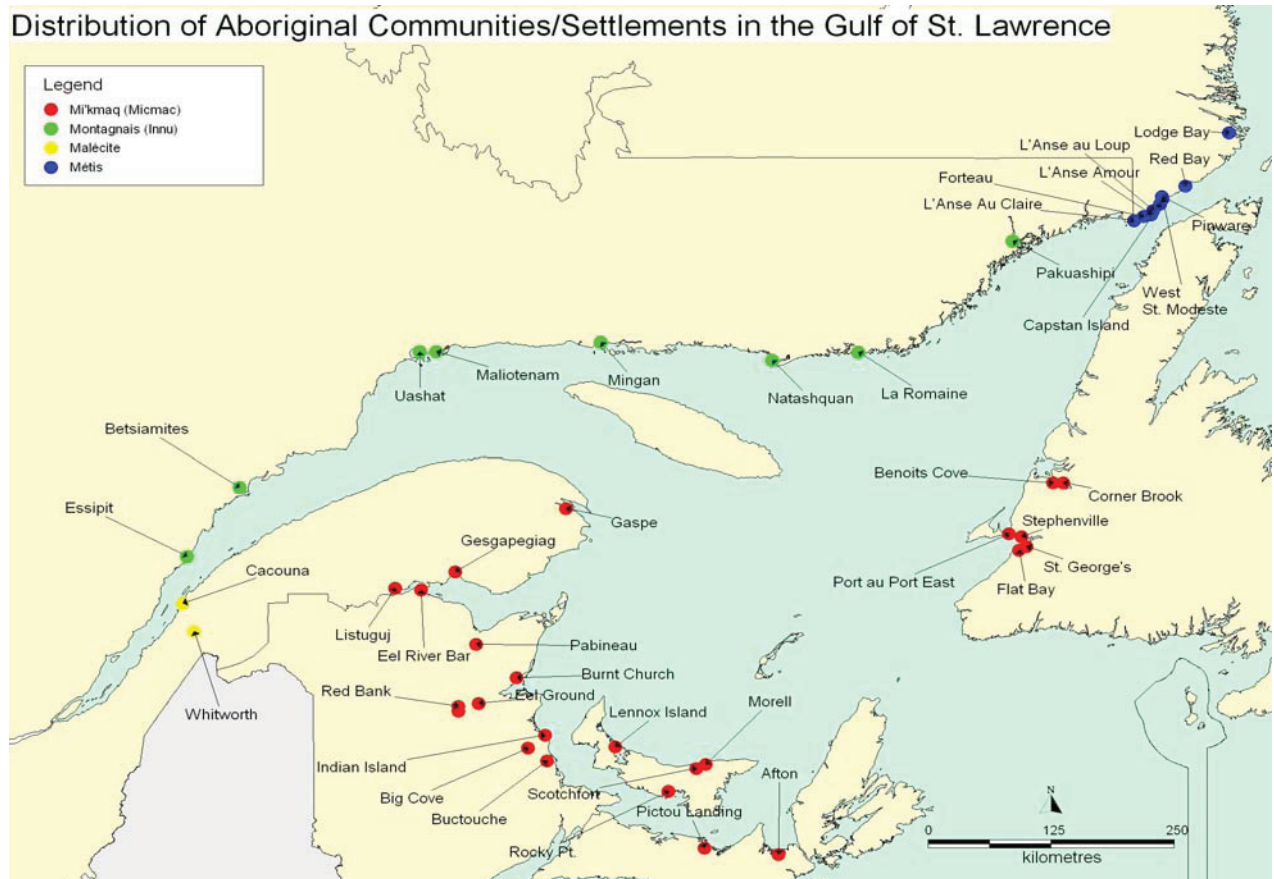 Distribution of Aboriginal Communities/Settlements in the Gulf of St. Lawrence
Legend
Mi'kmaq (Micmac)
Montagnais (Innu)
Malécite
Métis
Lodge Bay
L'Anse au Loup
Red Bay
L'Anse Amour
Forteau
L'Anse Au Claire
Pinware
Pakuashipi
West
St. Modeste
Capstan Island
Maliotenam
Mingan
Uashat
Natashquan
La Romaine
Betsiamites
Benoits Cove
Corner Brook
Essipit
Gaspe
Stephenville
Gesgapegiag
Cacouna
St. George's
Port au Port East
Flat Bay
Listuguj
Eel River Bar
Pabineau
Burnt Church
Red Bank
Eel Ground
Whitworth
Lennox Island
Morell
Indian Island
Afton
Big Cove
Scotchfort
Buctouche
Pictou Landing
Rocky Pt.
N
0 125 250
kilometres